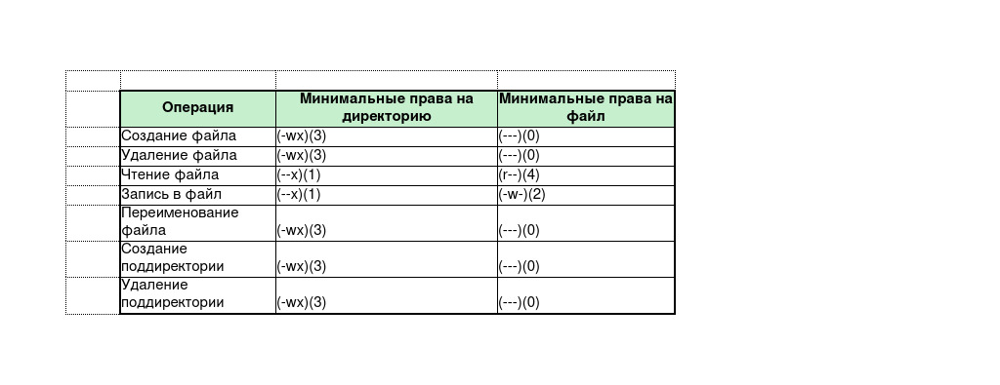 Операция Минимальные права на директорию Минимальные права на файл
Создание файла (-wx)(3) (---)(0)
Удаление файла (-wx)(3) (---)(0)
Чтение файла (--x)(1) (r--)(4)
Запись в файл (--x)(1) (-w-)(2)
Переименование
файла (-wx)(3) (---)(0)
Создание
поддиректории (-wx)(3) (---)(0)
Удаление
поддиректории (-wx)(3) (---)(0)